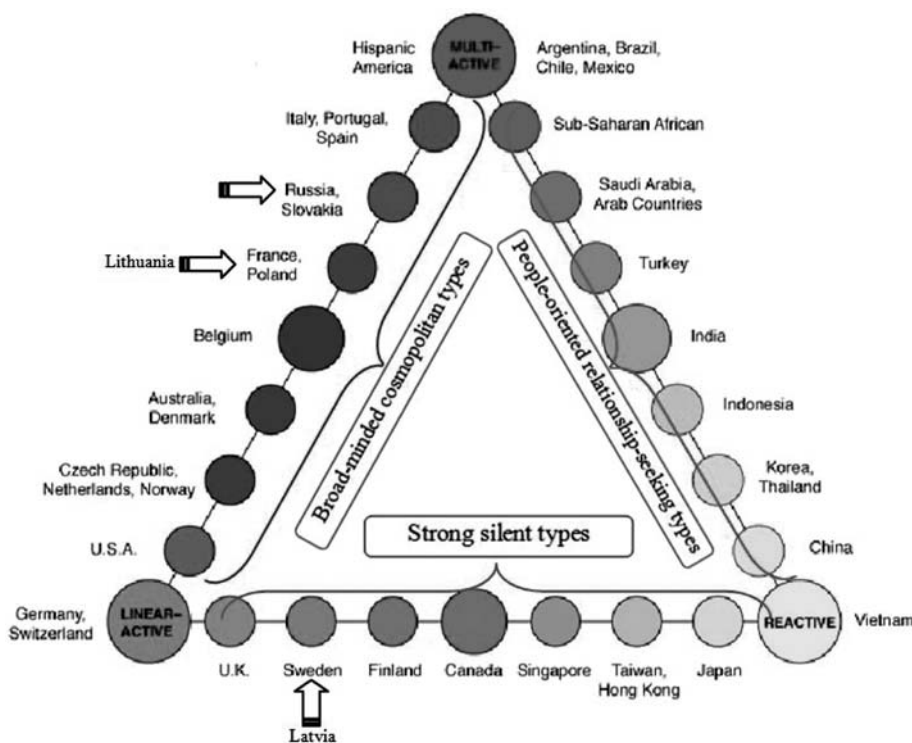 Hispanic
America
MULTI-
ACTIVE
Argentina, Brazil,
Chile, Mexico
Italy, Portugal,
Spain
Sub-Saharan African
Russia,
Slovakia
Saudi Arabia,
Arab Countries
Lithuania
France,
Poland
Turkey
Broad-minded cosmopolitan types
People-oriented relationship-seeking types
Belgium
India
Australia,
Denmark
Indonesia
Czech Republic,
Netherlands, Norway
Korea,
Thailand
Strong silent types
U.S.A.
China
Germany,
Switzerland
LINEAR-
ACTIVE
REACTIVE
Vietnam
U.K.
Sweden
Finland
Canada
Singapore
Taiwan,
Hong Kong
Japan
Latvia